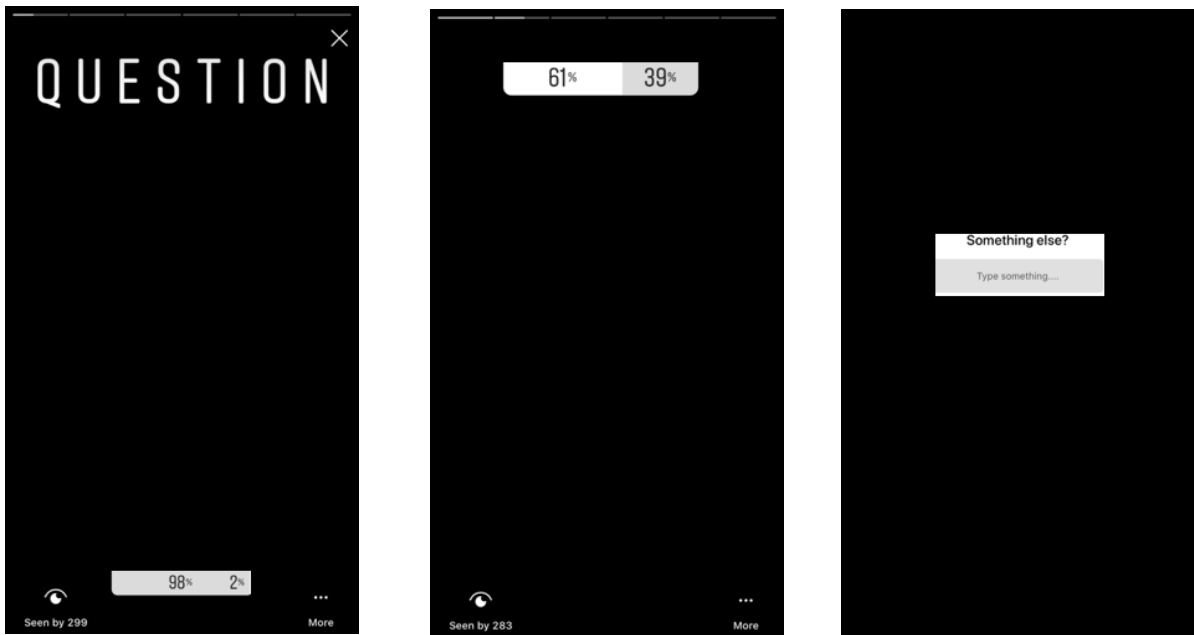 QUESTION
98% 2%
Seen by 299
More
61% 39%
Seen by 283
More
Something else?
Type something....